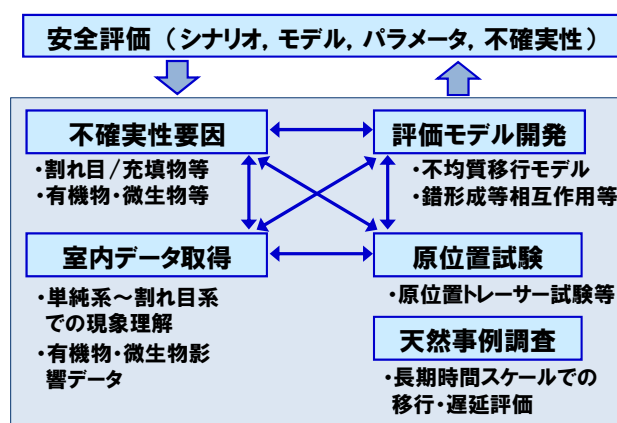 安全評価（シナリオ，モデル，パラメータ，不確実性）
不確実性要因
・割れ目/充填物等
・有機物・微生物等
評価モデル開発
・不均質移行モデル
・錯形成等相互作用等
室内データ取得
・単純系～割れ目系
での現象理解
・有機物・微生物影
響データ
原位置試験
・原位置トレーサー試験等
天然事例調査
・長期時間スケールでの
移行・遅延評価